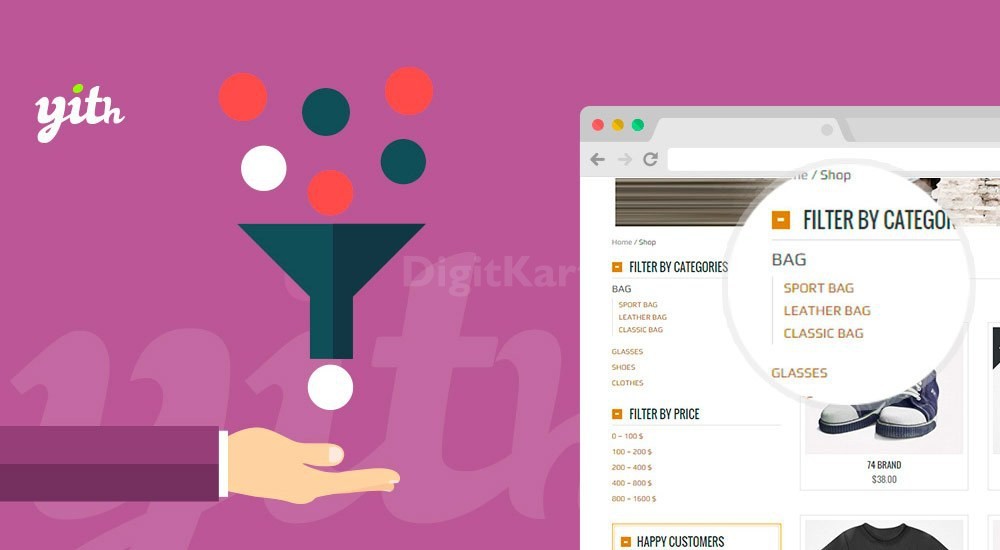 yith
yith
DigitKart
Home / Shop
FILTER BY CATEGORIES
BAG
SPORT BAG
LEATHER BAG
CLASSIC BAG
GLASSES
SHOES
CLOTHES
FILTER BY PRICE
0 – 100 $
100 – 200 $
200 – 400 $
400 – 800 $
800 – 1600 $
HAPPY CUSTOMERS
/ Shop
FILTER BY
BAG
SPORT BAG
LEATHER BAG
CLASSIC BAG
GLASSES
74 BRAND
$38.00